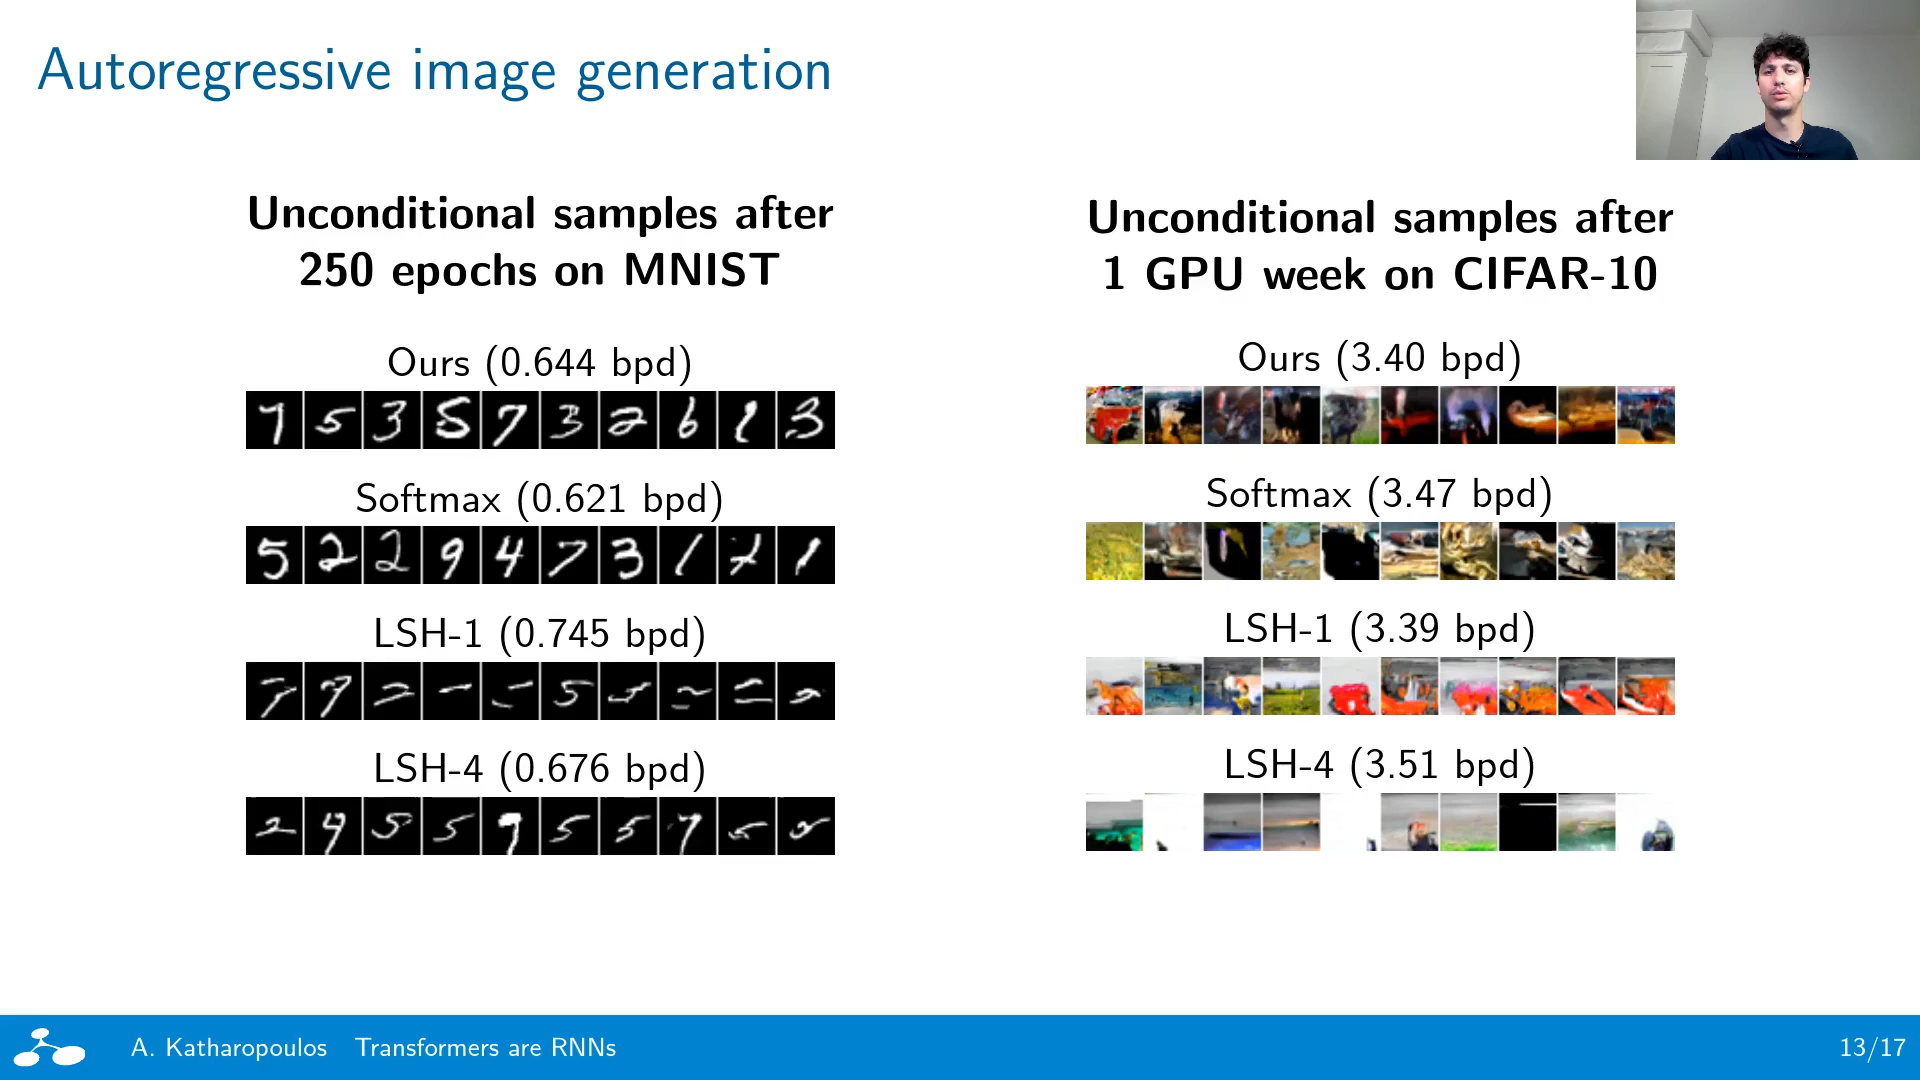 Autoregressive image generation
Unconditional samples after
250 epochs on MNIST
Ours (0.644 bpd)
Softmax (0.621 bpd)
LSH-1 (0.745 bpd)
LSH-4 (0.676 bpd)
Unconditional samples after
1 GPU week on CIFAR-10
Ours (3.40 bpd)
Softmax (3.47 bpd)
LSH-1 (3.39 bpd)
LSH-4 (3.51 bpd)
A. Katharopoulos Transformers are RNNs
13/17